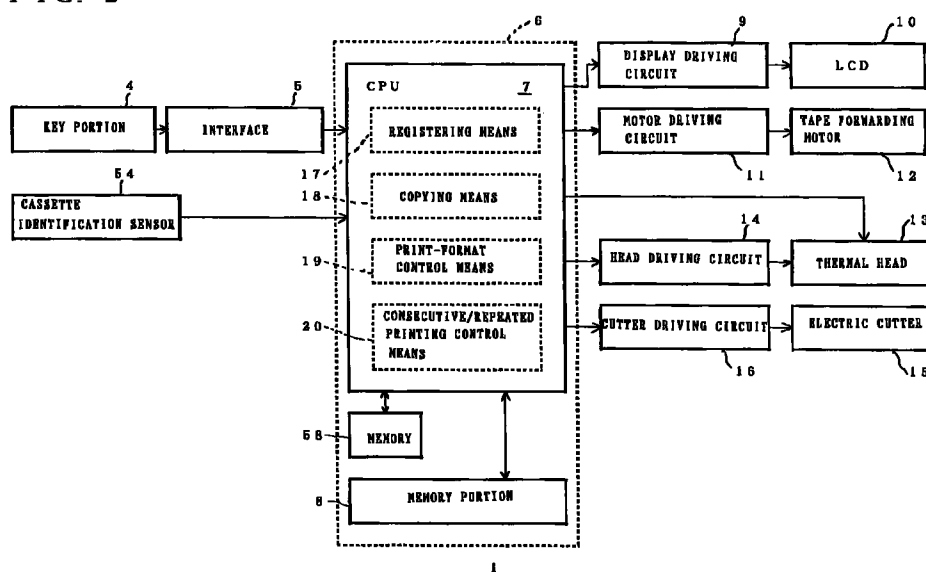 6
9
10
DISPLAY DRIVING
CIRCUIT
LCD
CPU
7
4
5
KEY PORTION
INTERFACE
REGISTERING MEANS
MOTOR DRIVING
CIRCUIT
TAPE FORWARDING
MOTOR
17
11
12
54
18
COPYING MEANS
CASSETTE
IDENTIFICATION SENSOR
14
13
19
PRINT-FORMAT
CONTROL MEANS
HEAD DRIVING CIRCUIT
THERMAL HEAD
20
CONSECUTIVE/REPEATED
PRINTING CONTROL
MEANS
CUTTER DRIVING CIRCUIT
ELECTRIC CUTTER
16
15
MEMORY
8
MEMORY PORTION